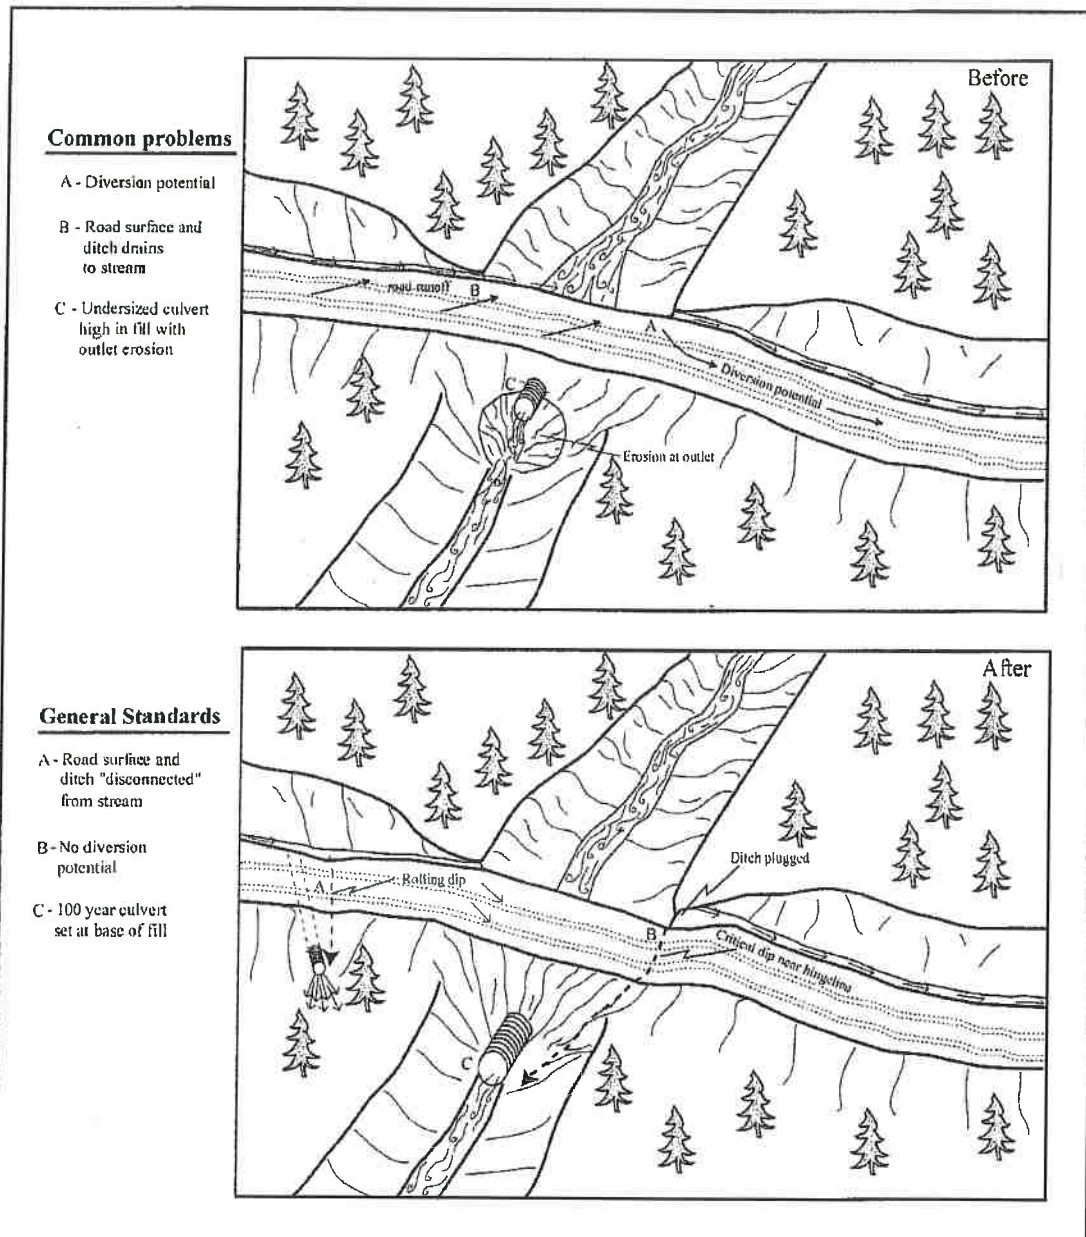 Before
Common problems
A - Diversion potential
B - Road surface and
ditch drains
to stream
C - Undersized culvert
high in fill with
outlet erosion
road runoff
B
A
Diversion potential
C
Erosion at outlet
After
General Standards
A - Road surface and
ditch "disconnected"
from stream
B - No diversion
potential
C - 100 year culvert
set at base of fill
Ditch plugged
A
Rolling dip
B
Critical dip near hingeline
C